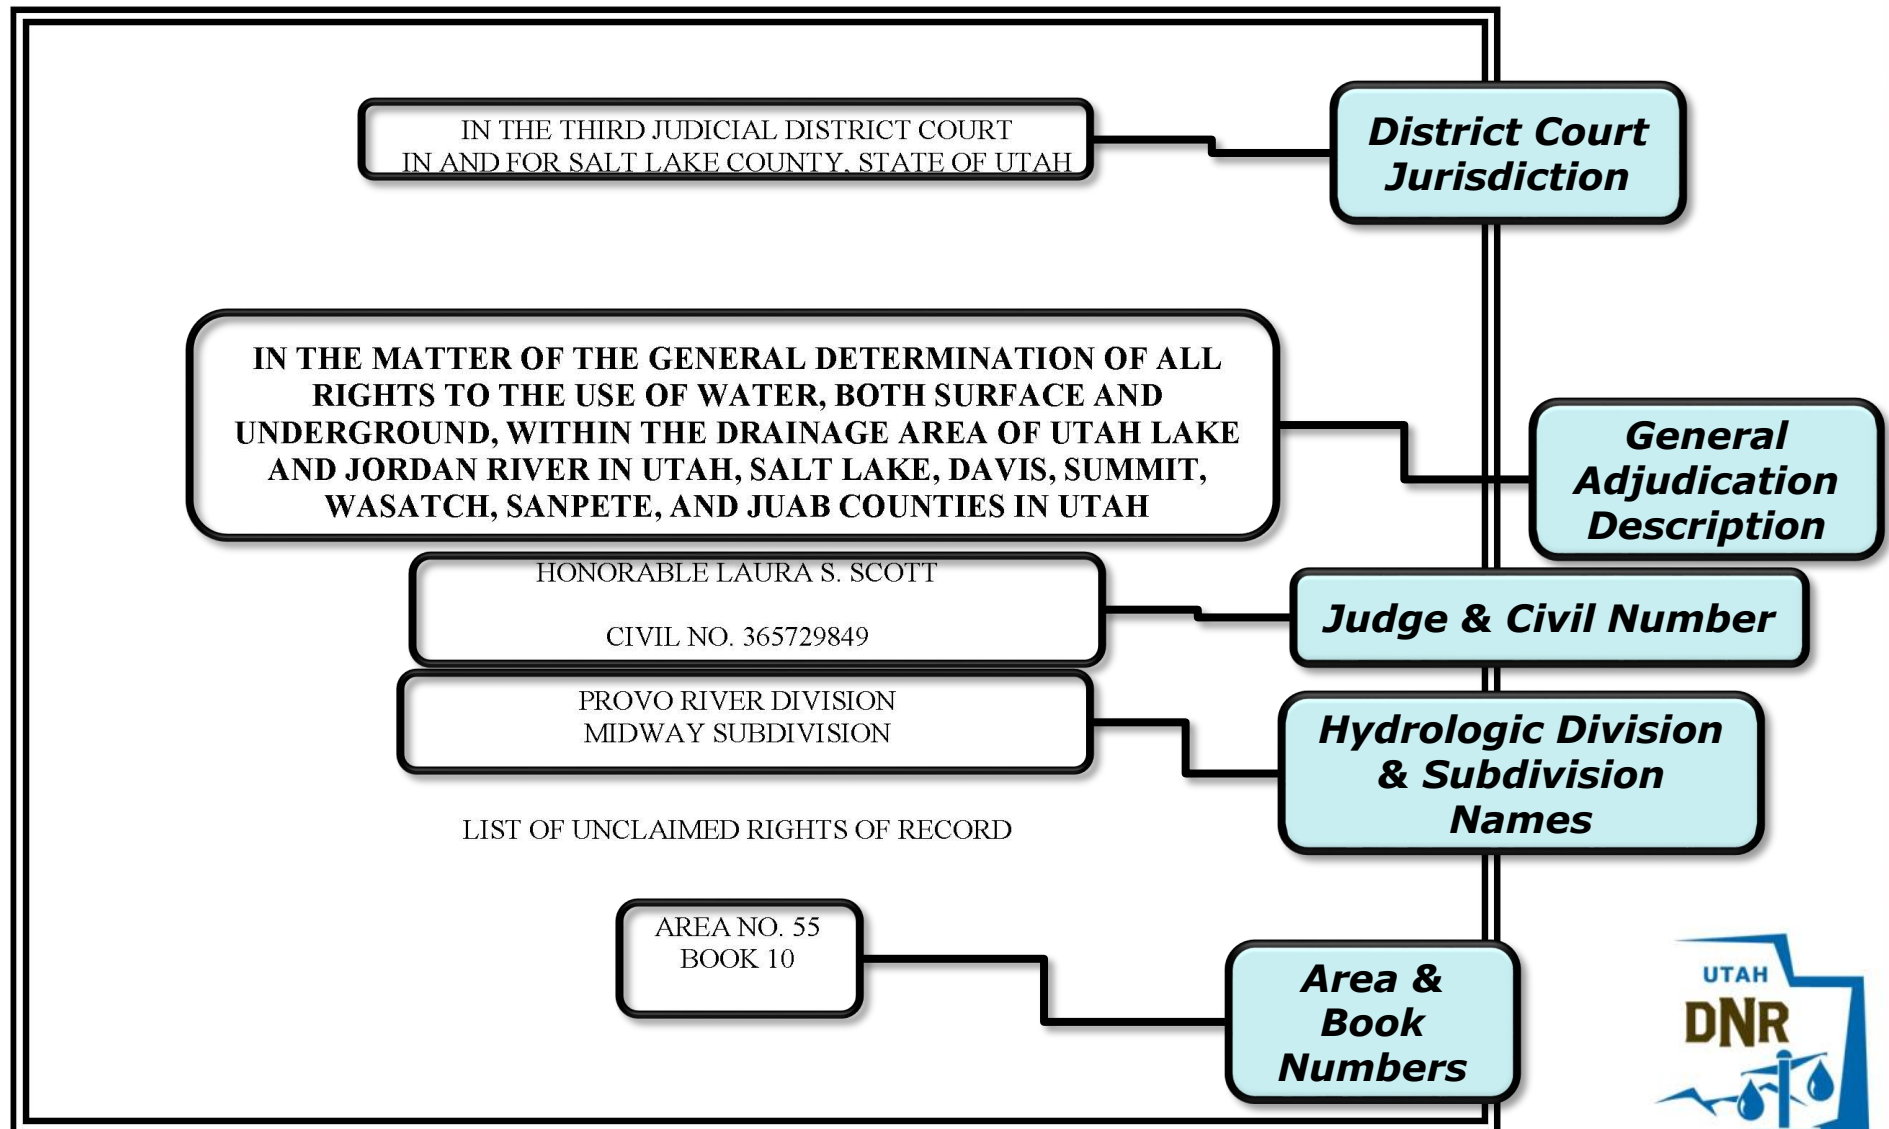 IN THE THIRD JUDICIAL DISTRICT COURT
IN AND FOR SALT LAKE COUNTY, STATE OF UTAH
District Court
Jurisdiction
IN THE MATTER OF THE GENERAL DETERMINATION OF ALL
RIGHTS TO THE USE OF WATER, BOTH SURFACE AND
UNDERGROUND, WITHIN THE DRAINAGE AREA OF UTAH LAKE
AND JORDAN RIVER IN UTAH, SALT LAKE, DAVIS, SUMMIT,
WASATCH, SANPETE, AND JUAB COUNTIES IN UTAH
General
Adjudication
Description
HONORABLE LAURA S. SCOTT
CIVIL NO. 365729849
Judge & Civil Number
PROVO RIVER DIVISION
MIDWAY SUBDIVISION
Hydrologic Division
& Subdivision
Names
LIST OF UNCLAIMED RIGHTS OF RECORD
AREA NO. 55
BOOK 10
Area &
Book
Numbers
UTAH
DNR